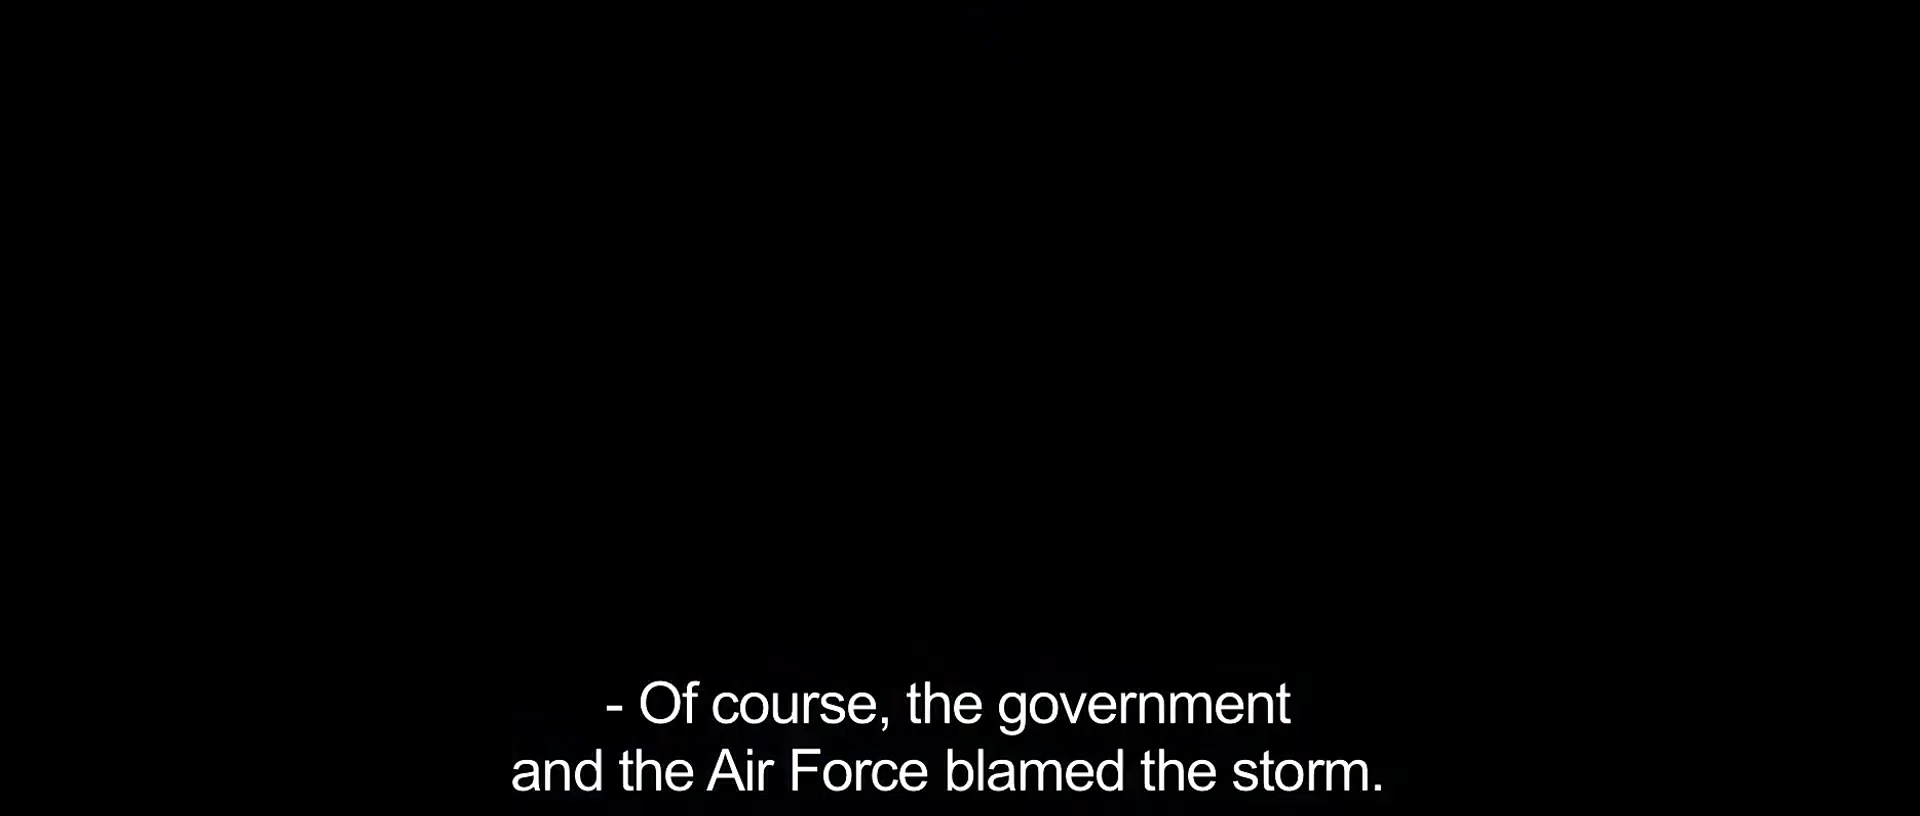 - Of course, the government
and the Air Force blamed the storm.